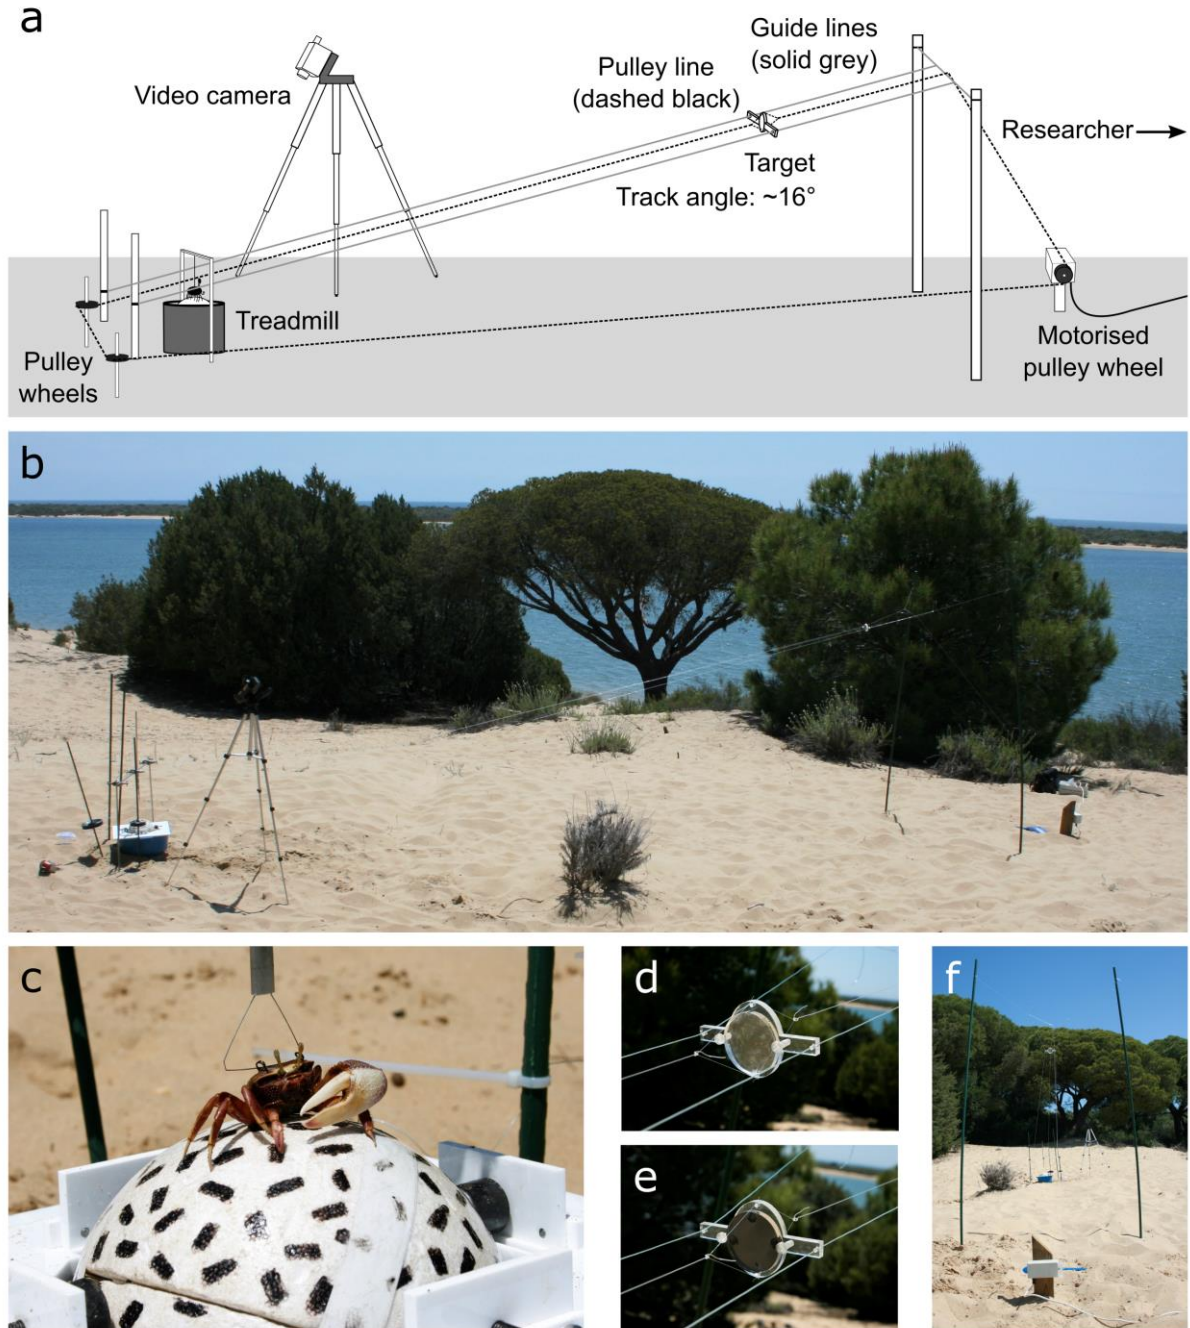 a
Video camera
Pulley line
(dashed black)
Guide lines
(solid grey)
Researcher
Target
Track angle: ~16°
Treadmill
Pulley
wheels
Motorised
pulley wheel
b
c
d
e
f